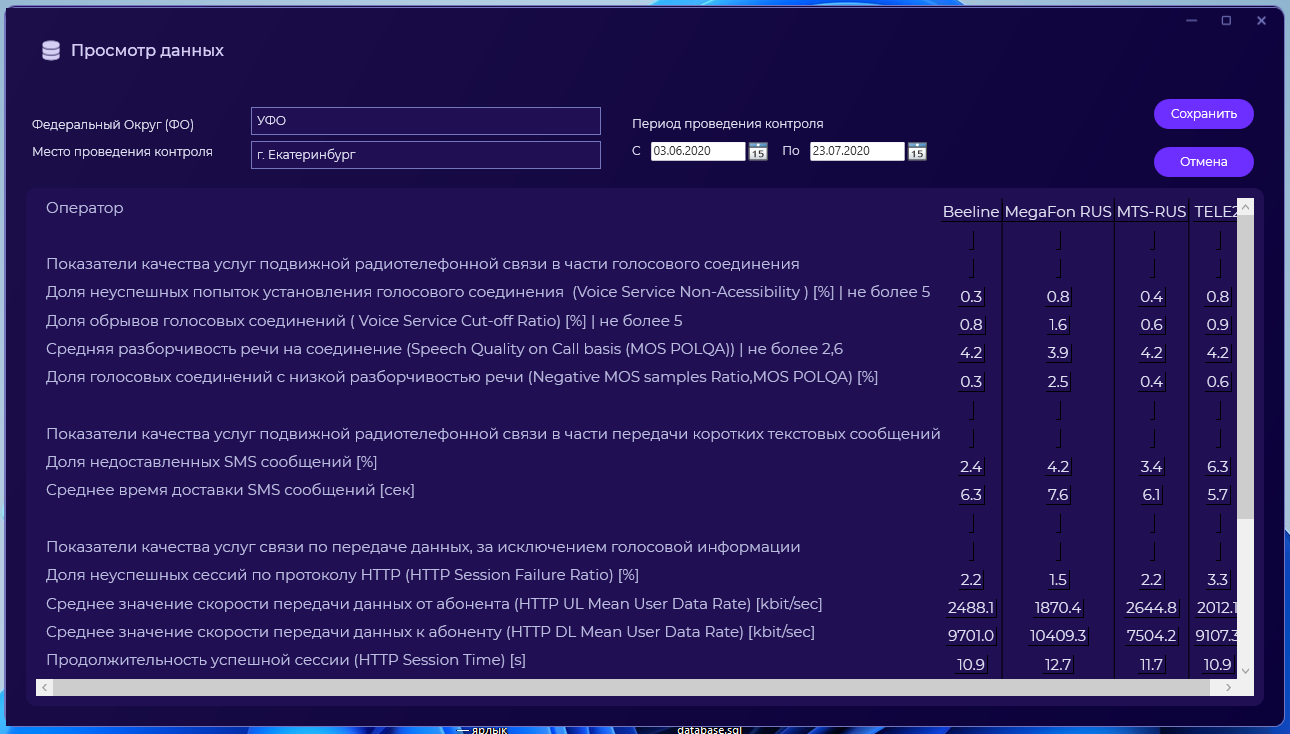 Просмотр данных
Федеральный Округ (ФО)
УФО
Период проведения контроля
Сохранить
Место проведения контроля
г. Екатеринбург
С 03.06.2020 15 По 23.07.2020 15
Отмена
Оператор Beeline MegaFon RUS MTS-RUS TELE2
Показатели качества услуг подвижной радиотелефонной связи в части голосового соединения
Доля неуспешных попыток установления голосового соединения (Voice Service Non-Acessibility ) [%] | не более 5 0.3 0.8 0.4 0.8
Доля обрывов голосовых соединений ( Voice Service Cut-off Ratio) [%] | не более 5 0.8 1.6 0.6 0.9
Средняя разборчивость речи на соединение (Speech Quality on Call basis (MOS POLQA)) | не более 2,6 4.2 3.9 4.2 4.2
Доля голосовых соединений с низкой разборчивостью речи (Negative MOS samples Ratio,MOS POLQA) [%] 0.3 2.5 0.4 0.6
Показатели качества услуг подвижной радиотелефонной связи в части передачи коротких текстовых сообщений
Доля недоставленных SMS сообщений [%] 2.4 4.2 3.4 6.3
Среднее время доставки SMS сообщений [сек] 6.3 7.6 6.1 5.7
Показатели качества услуг связи по передаче данных, за исключением голосовой информации
Доля неуспешных сессий по протоколу HTTP (HTTP Session Failure Ratio) [%] 2.2 1.5 2.2 3.3
Среднее значение скорости передачи данных от абонента (HTTP UL Mean User Data Rate) [kbit/sec] 2488.1 1870.4 2644.8 2012.1
Среднее значение скорости передачи данных к абоненту (HTTP DL Mean User Data Rate) [kbit/sec] 9701.0 10409.3 7504.2 9107.3
Продолжительность успешной сессии (HTTP Session Time) [s] 10.9 12.7 11.7 10.9
— ярлык database.sql